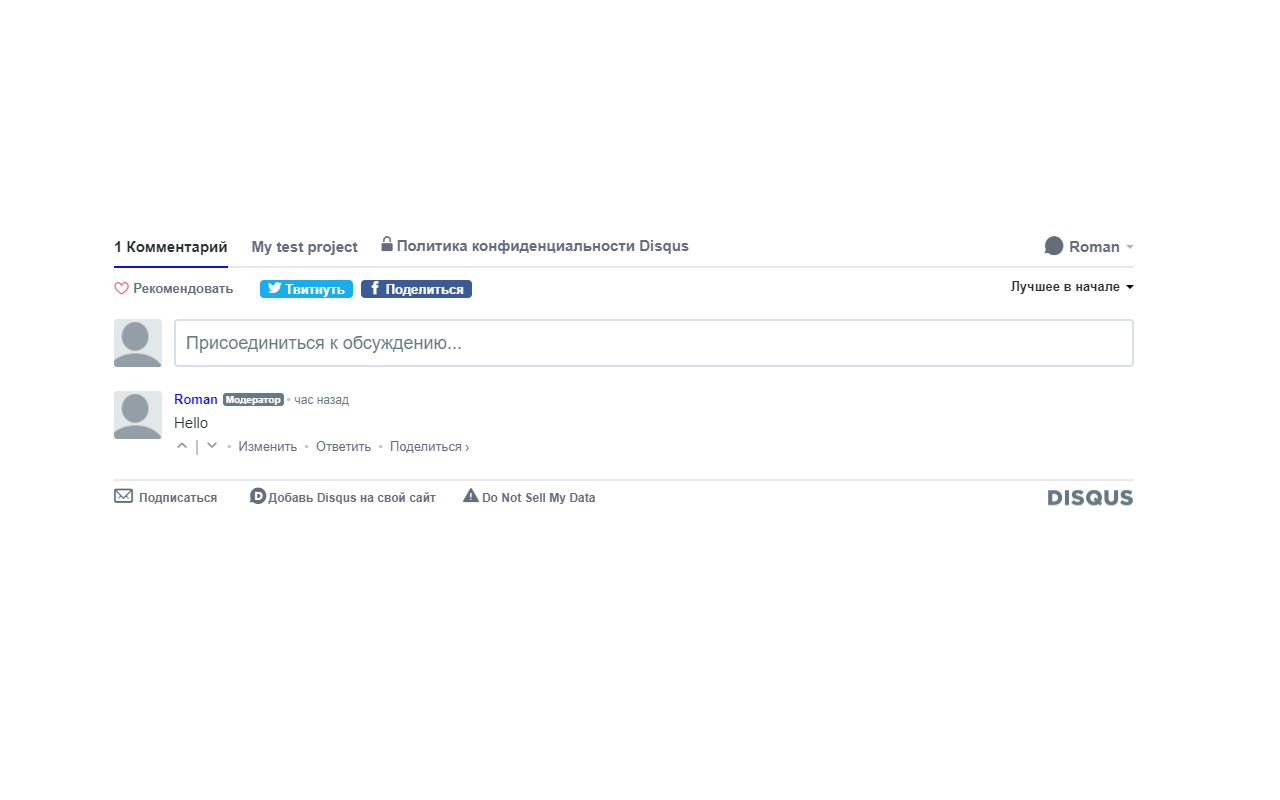 1 Комментарий My test project Политика конфиденциальности Disqus Roman
Рекомендовать Твитнуть Поделиться Лучшее в начале
Присоединиться к обсуждению...
Roman Модератор • час назад
Hello
• Изменить • Ответить • Поделиться ›
Подписаться Добавь Disqus на свой сайт Do Not Sell My Data DISQUS